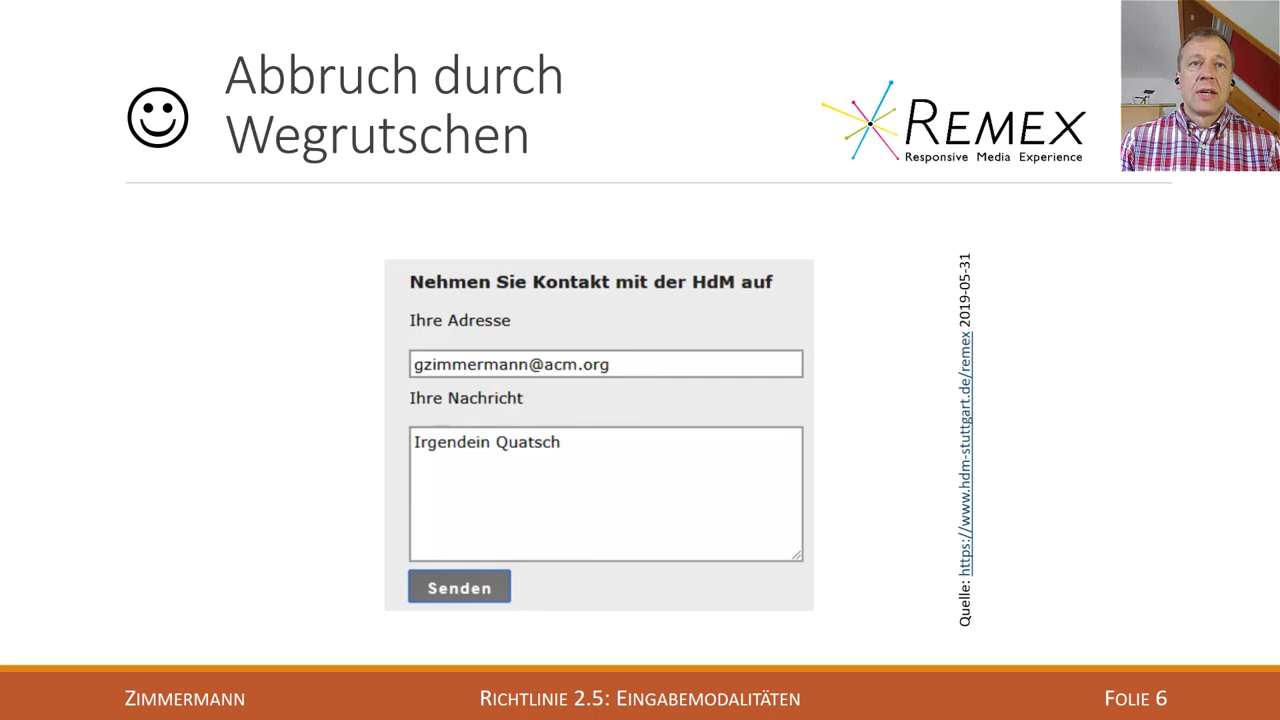 Abbruch durch
Wegrutschen
REMEX
Responsive Media Experience
Nehmen Sie Kontakt mit der HdM auf
Ihre Adresse
gzimmermann@acm.org
Ihre Nachricht
Irgendein Quatsch
Senden
Quelle: https://www.hdm-stuttgart.de/remex 2019-05-31
ZIMMERMANN
RICHTLINIE 2.5: EINGABEMODALITÄTEN
FOLIE 6